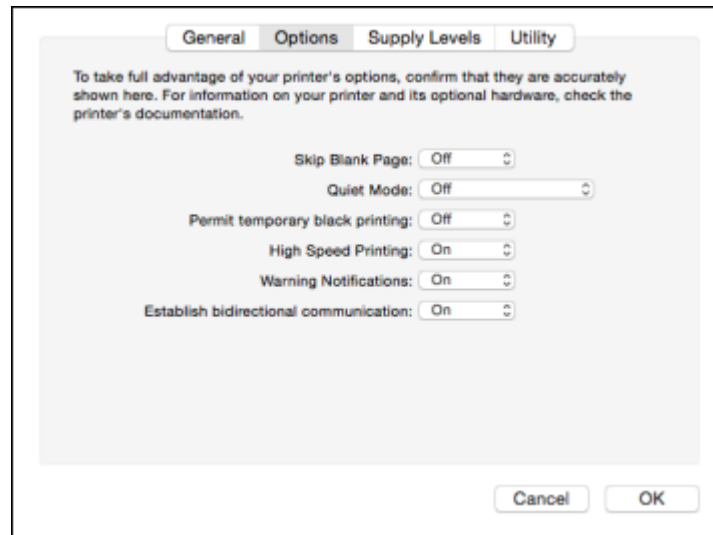 General Options Supply Levels Utility
To take full advantage of your printer's options, confirm that they are accurately
shown here. For information on your printer and its optional hardware, check the
printer's documentation.
Skip Blank Page: Off
Quiet Mode: Off
Permit temporary black printing: Off
High Speed Printing: On
Warning Notifications: On
Establish bidirectional communication: On
Cancel OK